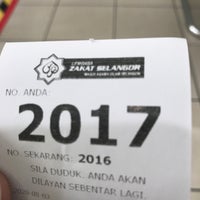 LEMBAGA
ZAKAT SELANGOR
NO. ANDA:
2017
NO. SEKARANG: 2016
SILA DUDUK. ANDA AKAN
DILAYAN SEBENTAR LAGI.